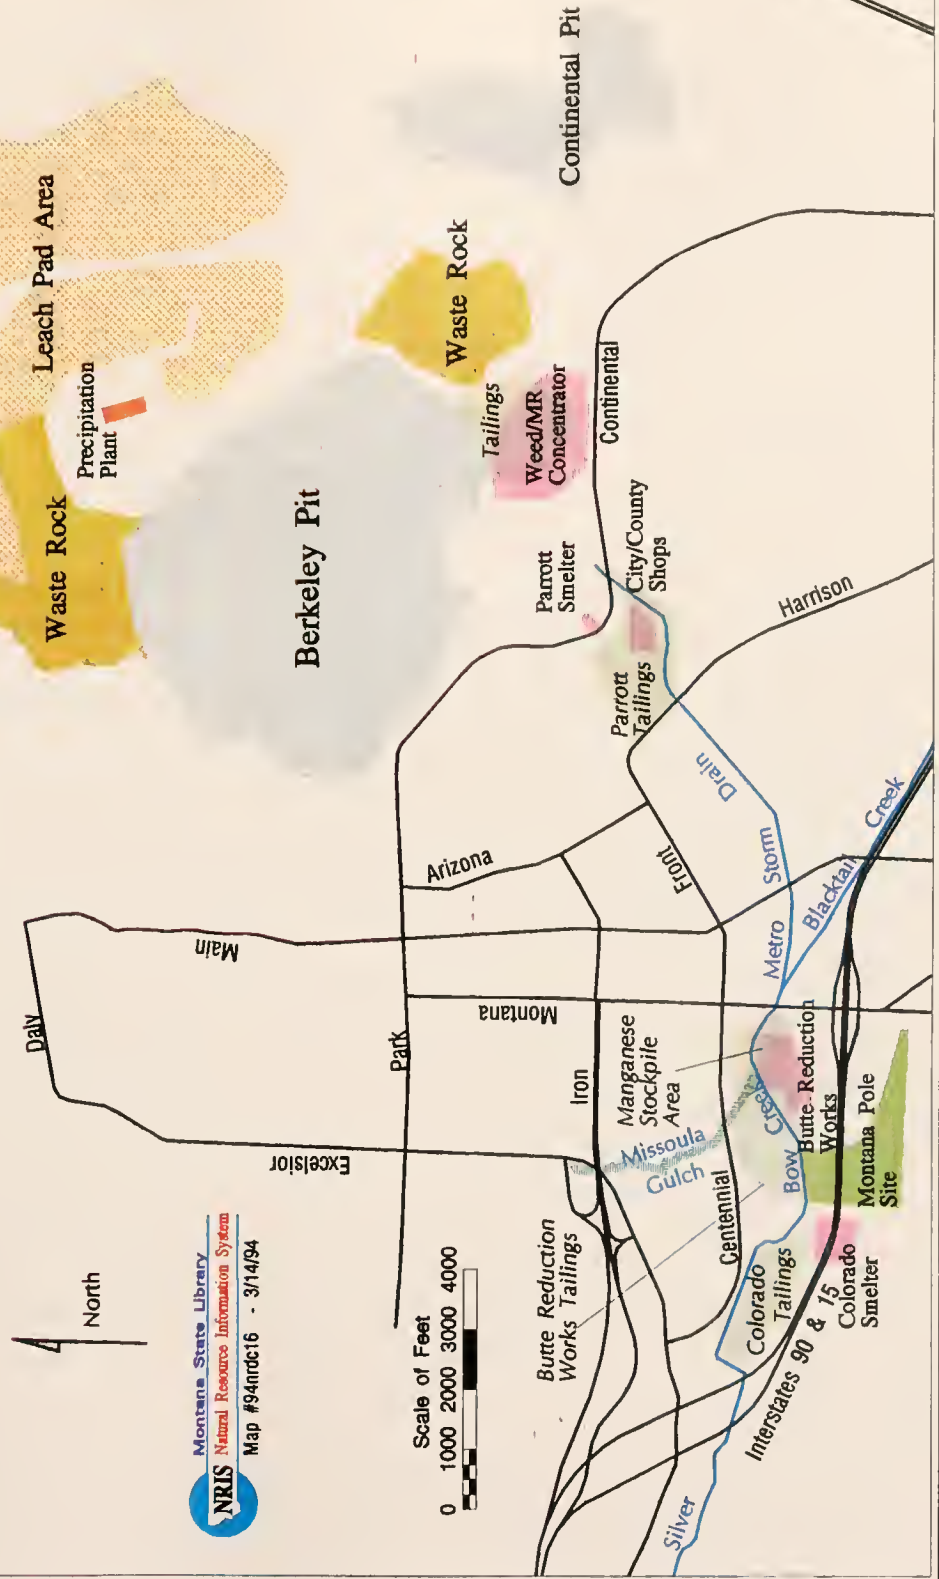 Montana State Library
NRIS Natural Resource Information System
Map #94nrdc16 - 3/14/94
North
Scale of Feet
0 1000 2000 3000 4000
Daly
Main
Excelsior
Park
Montana
Arizona
Iron
Front
Centennial
Continental
Harrison
Interstates 90 & 15
Waste Rock
Leach Pad Area
Precipitation
Plant
Berkeley Pit
Waste Rock
Continental Pit
Tailings
Weed/MR
Concentrator
Parrott
Smelter
City/County
Shops
Parrott
Tailings
Metro Storm Drain
Blacktail Creek
Silver Bow Creek
Missoula
Gulch
Manganese
Stockpile
Area
Butte Reduction
Works Tailings
Butte Reduction
Works
Montana Pole
Site
Colorado
Tailings
Colorado
Smelter